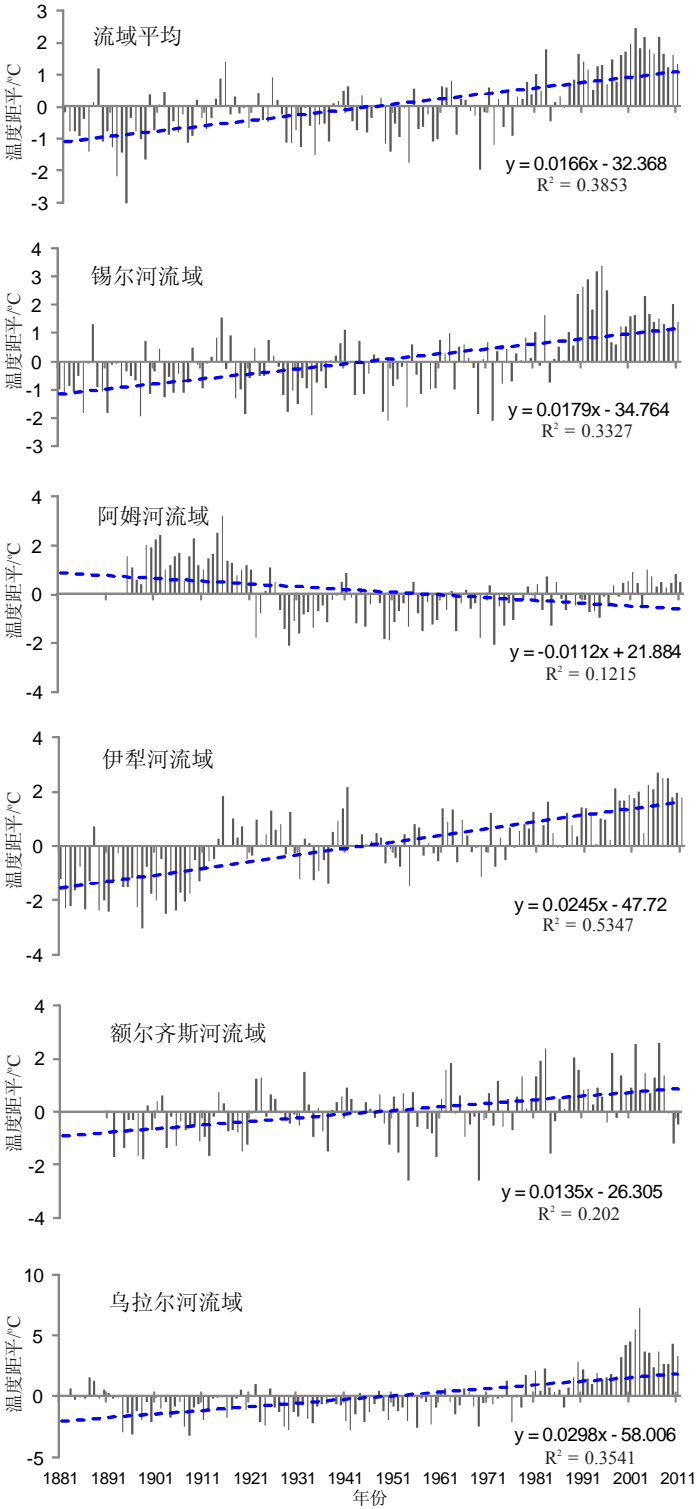 流域平均
温度距平/℃
3
2
1
0
-1
-2
-3
y = 0.0166x - 32.368
R² = 0.3853
锡尔河流域
温度距平/℃
4
3
2
1
0
-1
-2
-3
y = 0.0179x - 34.764
R² = 0.3327
阿姆河流域
温度距平/℃
4
2
0
-2
-4
y = -0.0112x + 21.884
R² = 0.1215
伊犁河流域
温度距平/℃
4
2
0
-2
-4
y = 0.0245x - 47.72
R² = 0.5347
额尔齐斯河流域
温度距平/℃
4
2
0
-2
-4
y = 0.0135x - 26.305
R² = 0.202
乌拉尔河流域
温度距平/℃
10
5
0
-5
y = 0.0298x - 58.006
R² = 0.3541
1881 1891 1901 1911 1921 1931 1941 1951 1961 1971 1981 1991 2001 2011
年份